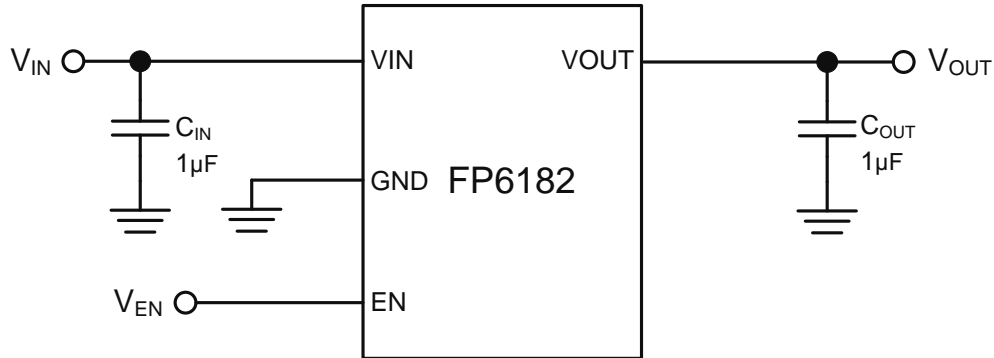 VIN
VIN
VOUT
VOUT
CIN
1µF
COUT
1µF
GND
FP6182
VEN
EN